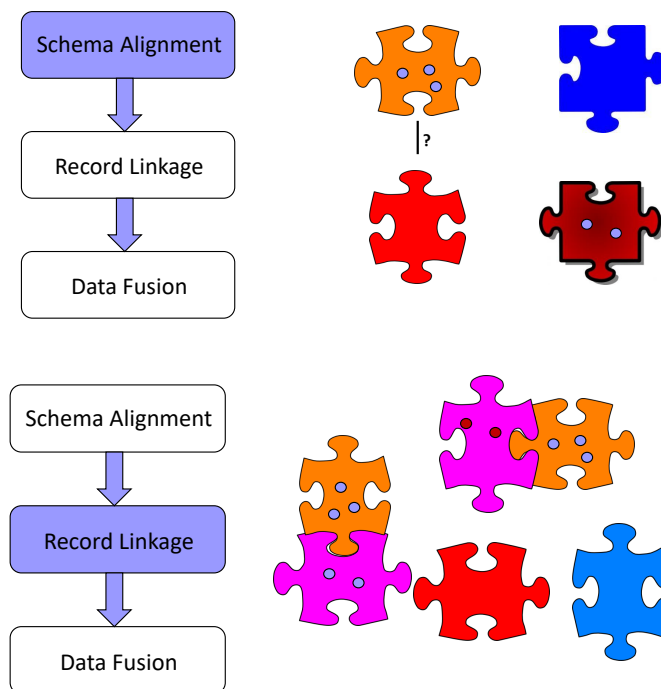 Schema Alignment
Record Linkage
?
Data Fusion
Schema Alignment
Record Linkage
Data Fusion